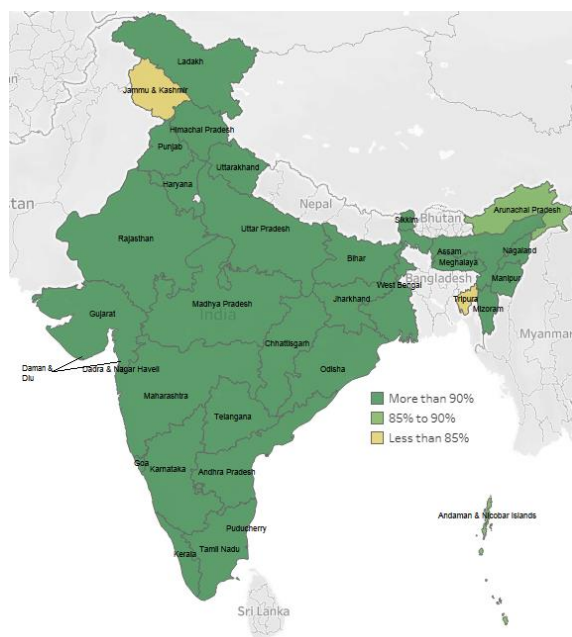 Ladakh
Jammu & Kashmir
Himachal Pradesh
Punjab
Uttarakhand
Haryana
Nepal
Bhutan
Arunachal Pradesh
Sikkim
Rajasthan
Uttar Pradesh
Assam
Nagaland
Meghalaya
Bihar
Manipur
Bangladesh
West Bengal
Jharkhand
Tripura
Mizoram
Gujarat
Madhya Pradesh
India
Myanmar
Chhattisgarh
Daman &
Diu
Dadra & Nagar Haveli
Odisha
Maharashtra
More than 90%
85% to 90%
Less than 85%
Telangana
Goa
Karnataka
Andhra Pradesh
Andaman & Nicobar Islands
Puducherry
Kerala
Tamil Nadu
Sri Lanka